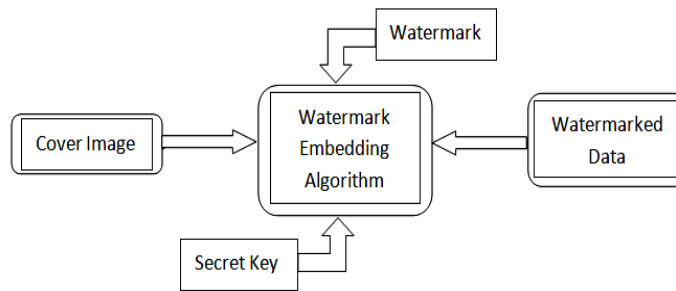 Watermark
Cover Image
Watermark
Embedding
Algorithm
Watermarked
Data
Secret Key